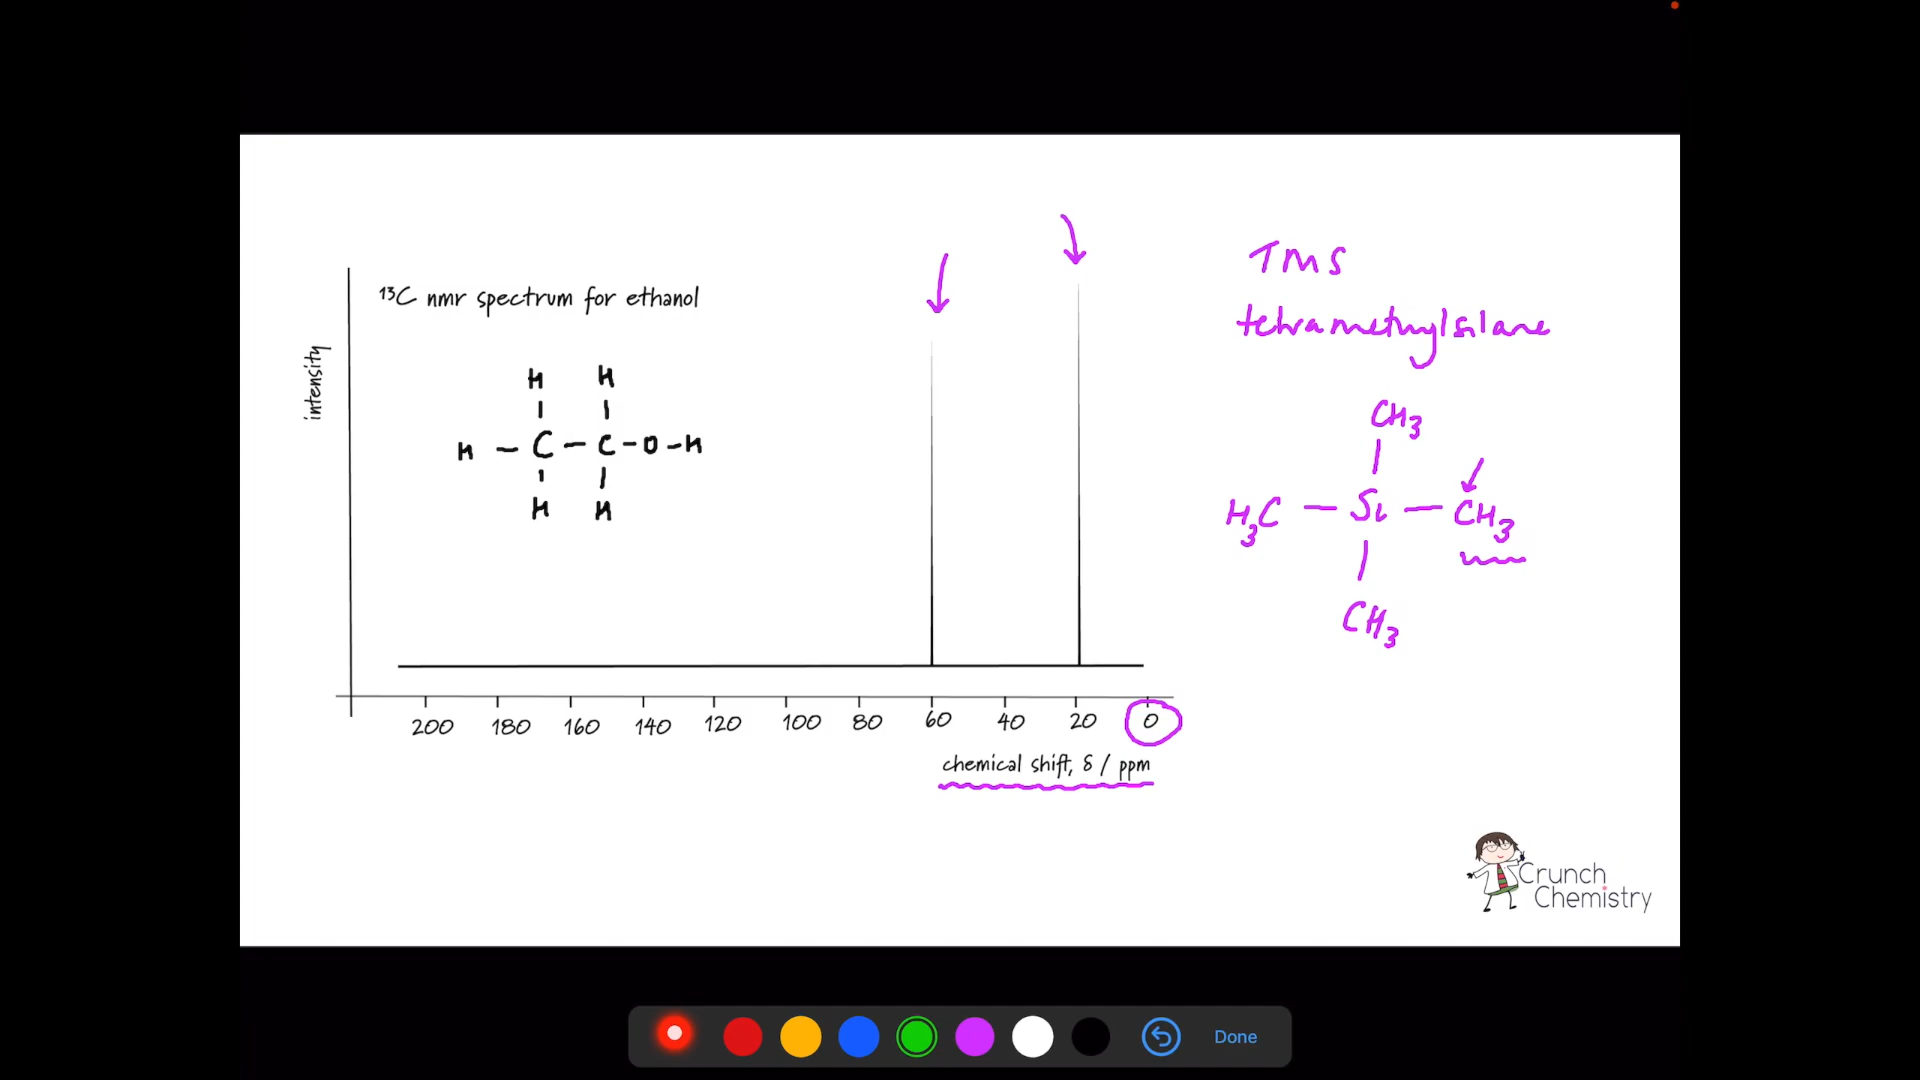 TMS
tetramethylsilane
¹³C nmr spectrum for ethanol
intensity
H H
H - C - C - O - H
H H
CH₃
H₃C - Si - CH₃
CH₃
200 180 160 140 120 100 80 60 40 20 0
chemical shift, δ / ppm
Crunch
Chemistry
Done